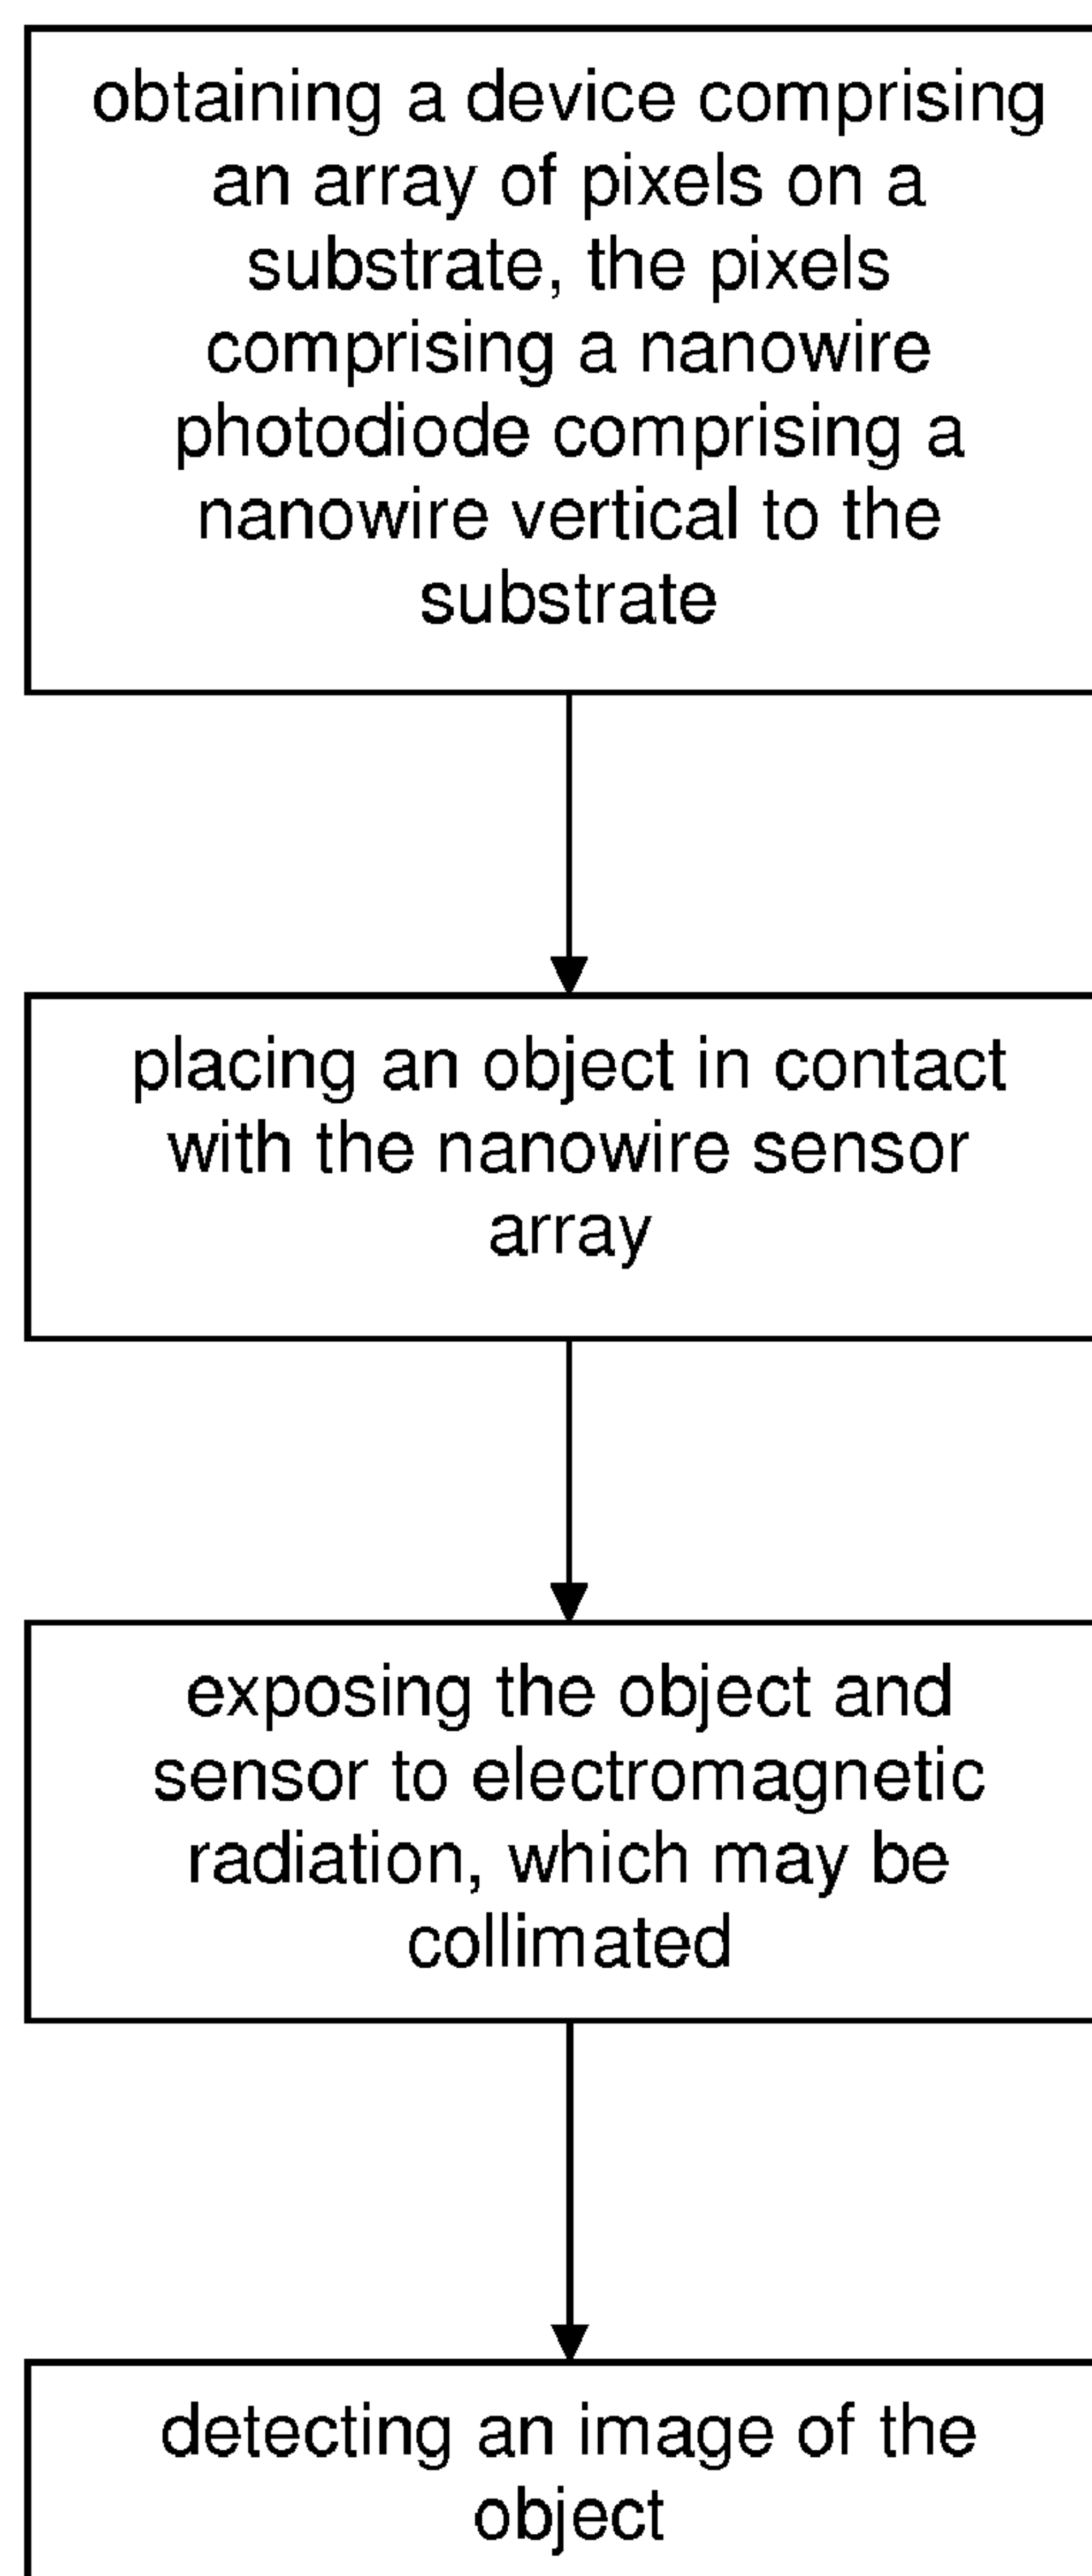 obtaining a device comprising
an array of pixels on a
substrate, the pixels
comprising a nanowire
photodiode comprising a
nanowire vertical to the
substrate
placing an object in contact
with the nanowire sensor
array
exposing the object and
sensor to electromagnetic
radiation, which may be
collimated
detecting an image of the
object